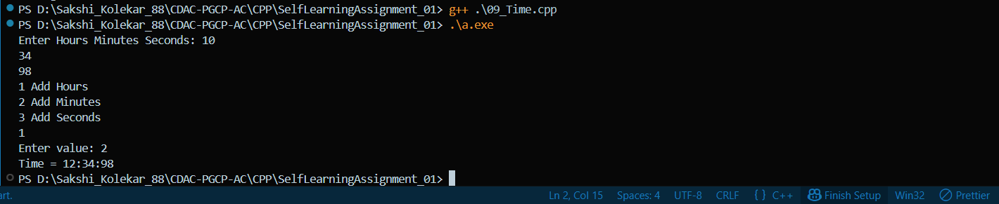 PS D:\Sakshi_Kolekar_88\CDAC-PGCP-AC\CPP\SelfLearningAssignment_01> g++ .\09_Time.cpp
PS D:\Sakshi_Kolekar_88\CDAC-PGCP-AC\CPP\SelfLearningAssignment_01> .\a.exe
Enter Hours Minutes Seconds: 10
34
98
1 Add Hours
2 Add Minutes
3 Add Seconds
1
Enter value: 2
Time = 12:34:98
PS D:\Sakshi_Kolekar_88\CDAC-PGCP-AC\CPP\SelfLearningAssignment_01>
art. Ln 2, Col 15 Spaces: 4 UTF-8 CRLF {} C++ Finish Setup Win32 Prettier